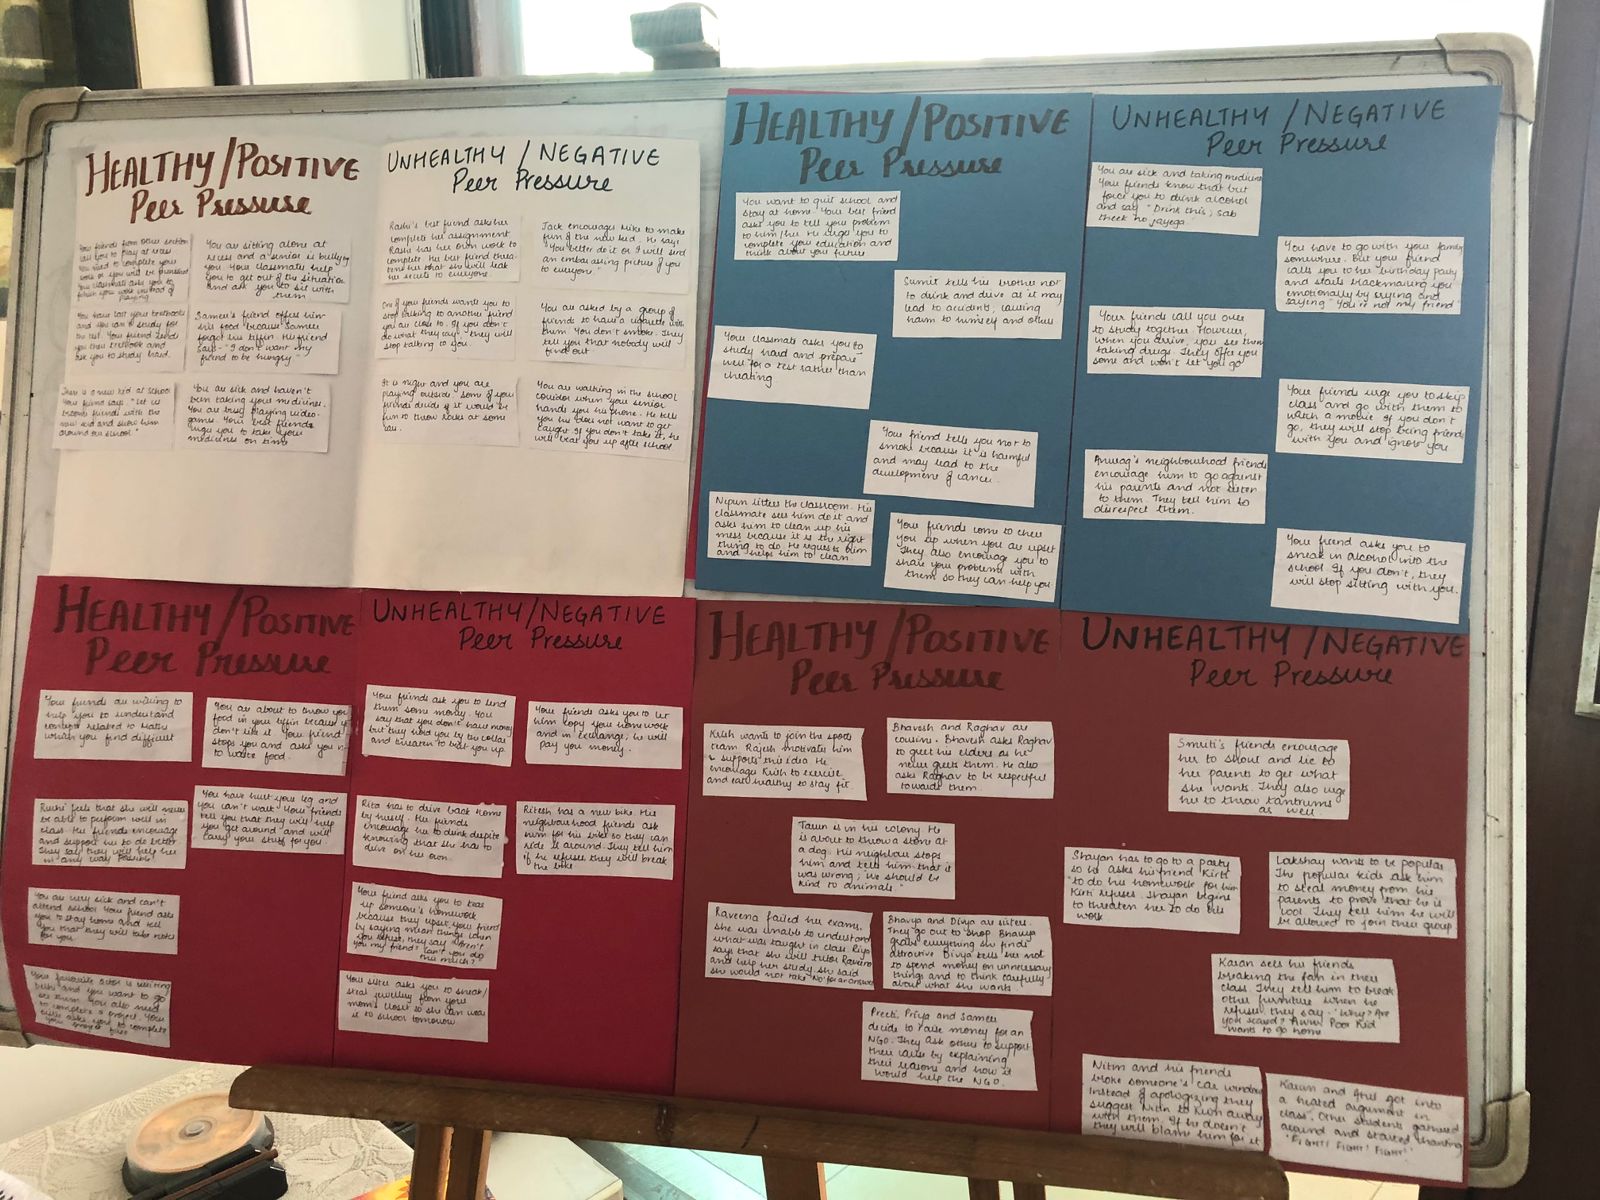 HEALTHY/POSITIVE
Peer Pressure
Your friends from other section
call you to play at recess
You need to complete your
work or you will be punished
Your classmate ask you to
finish your work instead of
playing
You are sitting alone at
recess and a senior is bullying
you. Your classmates help
you to get out of the situation
and ask you to sit with
them
You have lost your textbooks
and you can't study for
the test. Your friend lends
you their textbook and
ask you to study hard.
Sameer's friend offers him
his food because Sameer
forgot his tiffin. His friend
says - "I don't want my
friend to be hungry."
There is a new kid at school
Your friend says, "Let us
become friends with the
new kid and show him
around the school"
You are sick and haven't
been taking your medicines.
You are busy playing video-
games. Your best friends
urge you to take your
medicines on time
UNHEALTHY / NEGATIVE
Peer Pressure
Rashi's best friend asks her
complete his assignment.
Rashi has her own work to
complete. Her best friend threa-
tens her that she will leak
her secrets to everyone.
Jack encourages Mike to make
fun of the new kid. He says
"You better do it or I will send
an embarassing picture of you
to everyone."
One of your friends wants you to
stop talking to another friend
you are close to. If you don't
do what they say, they will
stop talking to you.
You are asked by a group of
friends to have a cigarette with
them. You don't smoke. They
tell you that nobody will
find out
It is night and you are
playing outside. Some of your
friends decide if it would be
fun to throw rocks at some
car.
You are walking in the school
corridor when your senior
hands you his phone. He tells
you he does not want to get
caught. If you don't take it, he
will beat you up after school
HEALTHY/POSITIVE
Peer Pressure
You want to quit school and
stay at home. Your best friend
asks you to tell your problem
to him/her. He urges you to
complete your education and
think about your future
Sumit tells his brother not
to drink and drive as it may
lead to accidents, causing
harm to himself and others
Your classmate asks you to
study hard and prepare
well for a test rather than
cheating
Your friend tells you not to
smoke because it is harmful
and may lead to the
development of cancer.
Nipun litters the classroom. His
classmate sees him do it and
asks him to clean up his
mess because it is the right
thing to do. He requests him
and helps him to clean
Your friends come to cheer
you up when you are upset
They also encourage you to
share your problems with
them so they can help you
UNHEALTHY/NEGATIVE
Peer Pressure
You are sick and taking medicine
Your friends know that but
force you to drink alcohol
and say "Drink this, sab
theek ho jayega."
You have to go with your family
somewhere. But your friend
calls you to her birthday party
and starts blackmailing you
emotionally by crying and
saying "You're not my friend"
Your friends call you over
to study together. However,
when you arrive, you see them
taking drugs. They offer you
some and won't let you go
Your friends urge you to skip
class and go with them to
watch a movie. If you don't
go, they will stop being friends
with you and ignore you
Anurag's neighbourhood friends
encourage him to go against
his parents and not listen
to them. They tell him to
disrespect them.
Your friend asks you to
sneak in alcohol into the
school. If you don't, they
will stop sitting with you.
HEALTHY/POSITIVE
Peer Pressure
Your friends are willing to
help you to understand
related to Maths
which you find difficult
You are about to throw your
food in your tiffin because you
don't like it. Your friend
stops you and asks you not
to waste food.
Ruchi feels that she will never
be able to perform well in
class. His friends encourage
and support he to do better
They say they will help her
in any way possible!
You have hurt your leg and
you can't walk. Your friends
tell you that they will help
you get around and will
carry your stuff for you
You are very sick and can't
attend school. Your friend asks
you to stay home and tell
you that they will take notes
for you.
Your favourite actor is visiting
Delhi and you want to go
see them. You also need
to complete a project. Your
asks you to complete
your project first
UNHEALTHY/NEGATIVE
Peer Pressure
Your friends ask you to lend
them some money. You
say that you don't have money
but they hold you by the collar
and threaten to beat you up
Your friends asks you to let
him copy your homework
and in exchange, he will
pay you money.
Rita has to drive back home
by herself. His friends
encourage her to drink despite
knowing that she has to
drive on her own.
Ritesh has a new bike. His
neighbourhood friends ask
him for his bike so they can
ride it around. They tell him
if he refuses they will break
the bike
Your friend asks you to tear
up someone's homework
because they upset your friend
by saying mean things. When
you refuse, they say "Aren't
you my friend? Can't you do
this much?"
Your sister asks you to sneak/
steal jewellery from your
mom's closet so she can wear
it to school tomorrow
HEALTHY/POSITIVE
Peer Pressure
Krish wants to join the sports
team. Rajesh motivates him
& supports this idea. He
encourage Krish to exercise
and eat healthy to stay fit
Bhavesh and Raghav are
cousins. Bhavesh asks Raghav
to greet his elders as he
never greets them. He also
asks Raghav to be respectful
towards them.
Tarun is in his colony. He
is about to throw a stone at
a dog. His neighbour stops
him and tells him that it
was wrong; We should be
kind to animals."
Raveena failed her exams.
She was unable to understand
what was taught in class. Riya
says that she will tutor Raveena
and help her study. She said
she would not take 'No' for an answer
Bhavya and Divya are sisters.
They go out to shop. Bhavya
grabs everything she finds
attractive. Divya tells her not
to spend money on unnecessary
things and to think carefully
about what she wants
Preeti, Priya and Sameer
decide to raise money for an
NGO. They ask others to support
their cause by explaining
their reasons and how it
would help the NGO.
UNHEALTHY/NEGATIVE
Peer Pressure
Smriti's friends encourage
her to shout and lie to
her parents to get what
she wants. They also urge
her to throw tantrums
as well.
Shayan has to go to a party
so he asks his friend Kirti
"to do his homework for him
Kirti refuses. Shayan begins
to threaten her to do his
work.
Lakshay wants to be popular
The popular kids ask him
to steal money from his
parents to prove that he is
cool. They tell him he will
be allowed to join their group
Karan sees his friends
breaking the fan in their
class. They tell him to break
other furniture. When he
refuses they say - "Why? Are
you scared? Aww Poor Kid
wants to go home
Nitin and his friends
broke someone's car window
Instead of apologizing they
suggest Nitin to run away
with them. If he doesn't
they will blame him for it
Karan and Atul got into
a heated argument in
class. Other students gathered
around and started chanting
"FIGHT! FIGHT! FIGHT!"